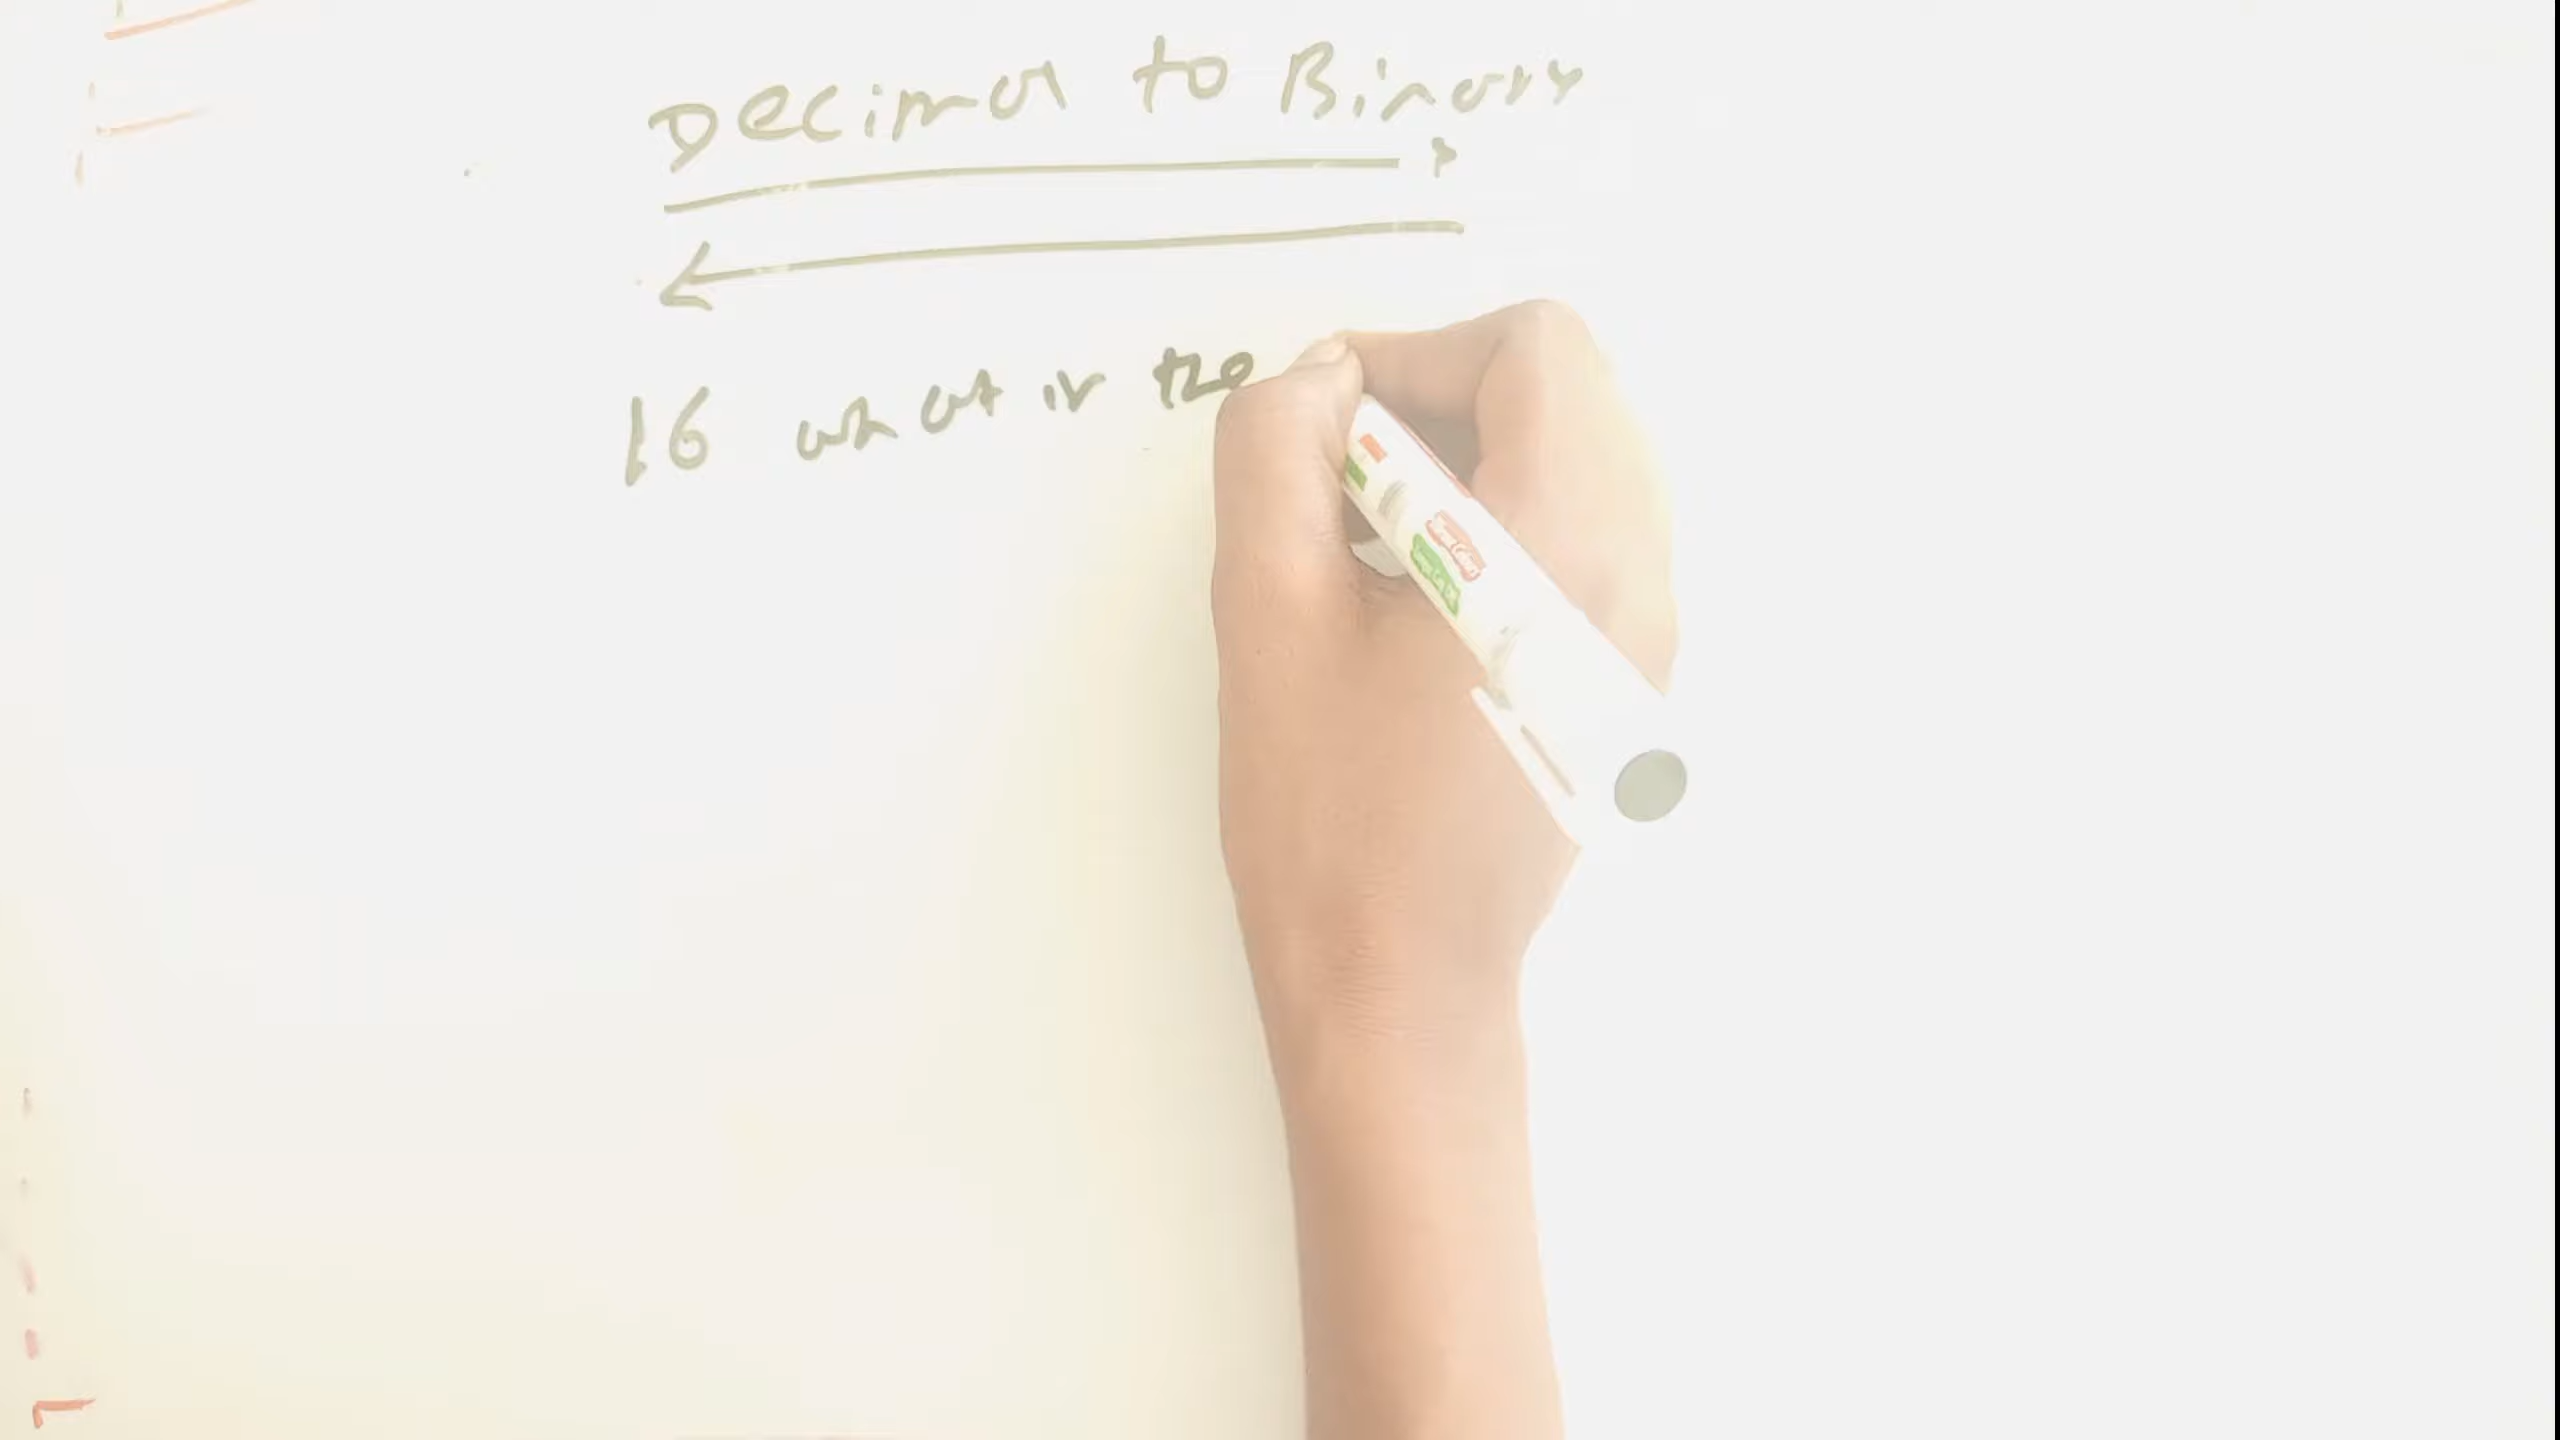 Decimal to Binary
16 what is the